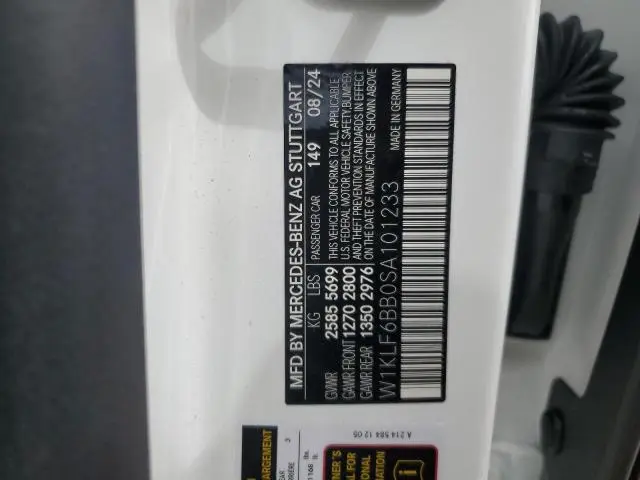 MFD BY MERCEDES-BENZ AG STUTTGART
KG LBS PASSENGER CAR 149 08/24
GVWR 2585 5699 THIS VEHICLE CONFORMS TO ALL APPLICABLE
GAWR FRONT 1270 2800 U.S. FEDERAL MOTOR VEHICLE SAFETY, BUMPER
GAWR REAR 1350 2976 AND THEFT PREVENTION STANDARDS IN EFFECT
ON THE DATE OF MANUFACTURE SHOWN ABOVE
MADE IN GERMANY
W1KLF6BB0SA101233
A 214 584 12 05
3
lbs.